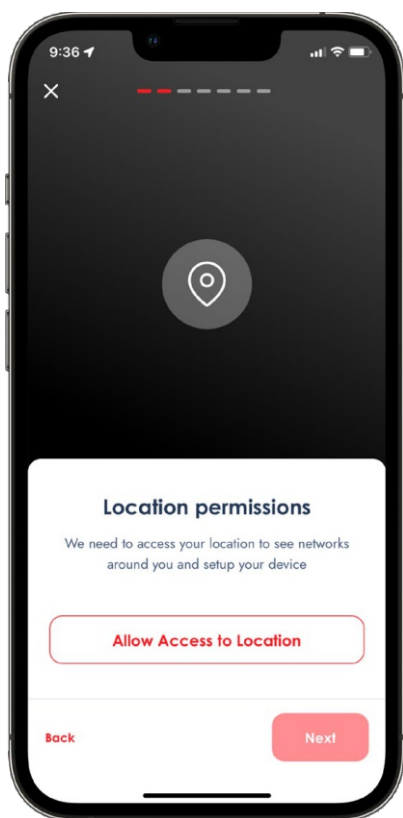 9:36
Location permissions
We need to access your location to see networks
around you and setup your device
Allow Access to Location
Back
Next